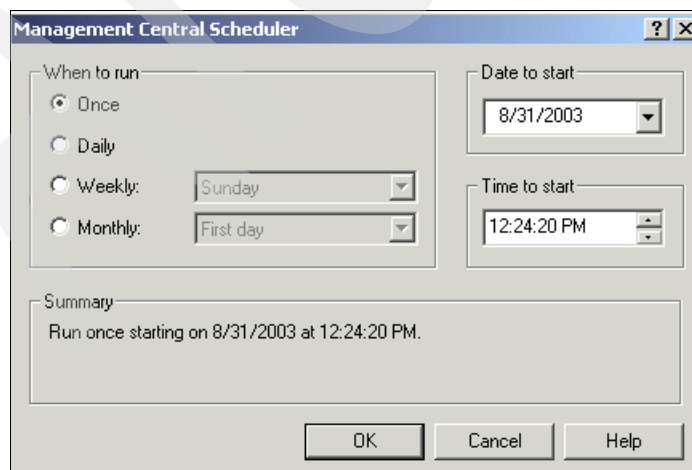 Management Central Scheduler
When to run
Once
Daily
Weekly: Sunday
Monthly: First day
Date to start
8/31/2003
Time to start
12:24:20 PM
Summary
Run once starting on 8/31/2003 at 12:24:20 PM.
OK Cancel Help